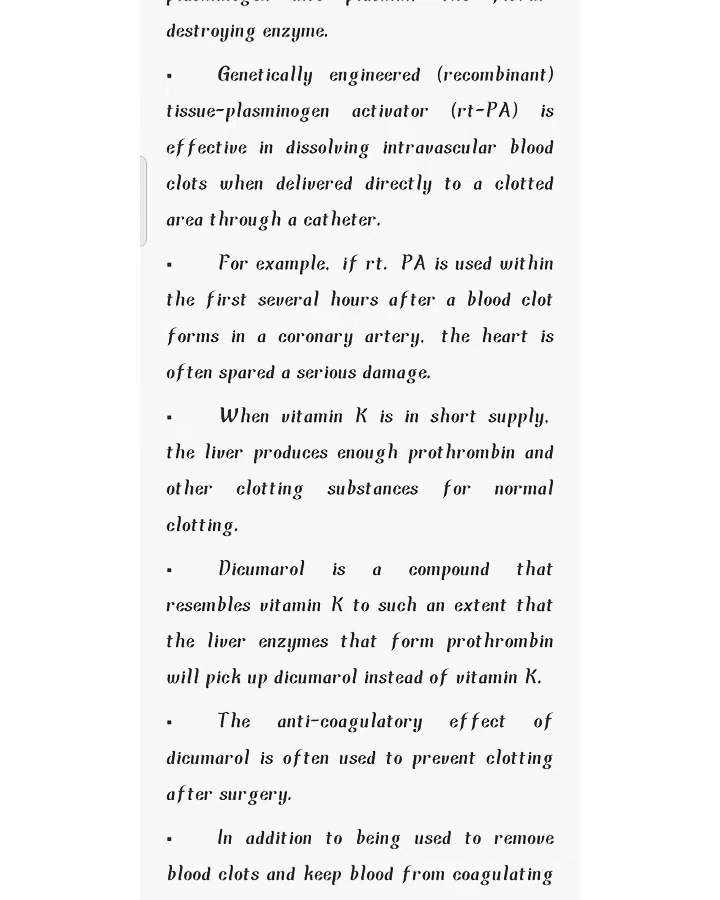 destroying enzyme.
▪ Genetically engineered (recombinant)
tissue-plasminogen activator (rt-PA) is
effective in dissolving intravascular blood
clots when delivered directly to a clotted
area through a catheter.
▪ For example, if rt. PA is used within
the first several hours after a blood clot
forms in a coronary artery, the heart is
often spared a serious damage.
▪ When vitamin K is in short supply,
the liver produces enough prothrombin and
other clotting substances for normal
clotting.
▪ Dicumarol is a compound that
resembles vitamin K to such an extent that
the liver enzymes that form prothrombin
will pick up dicumarol instead of vitamin K.
▪ The anti-coagulatory effect of
dicumarol is often used to prevent clotting
after surgery.
▪ In addition to being used to remove
blood clots and keep blood from coagulating